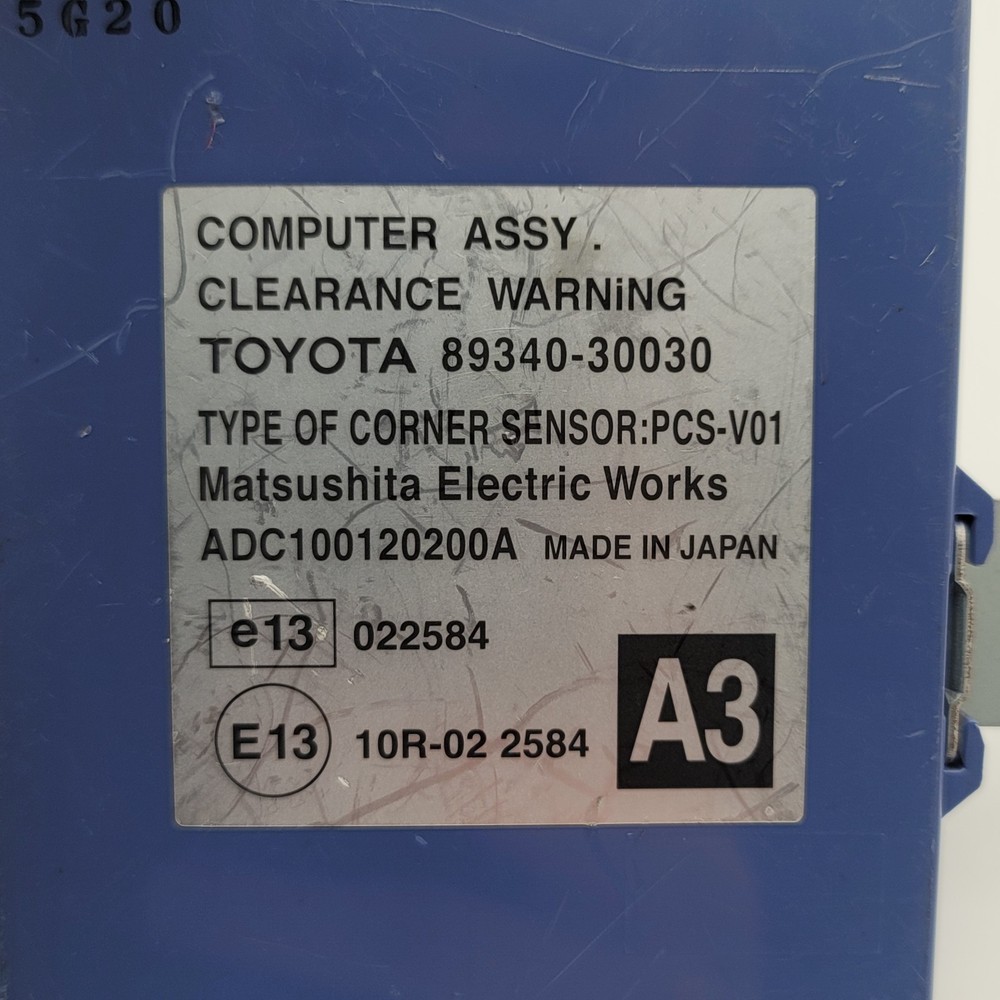 5G20
COMPUTER ASSY.
CLEARANCE WARNiNG
TOYOTA 89340-30030
TYPE OF CORNER SENSOR:PCS-V01
Matsushita Electric Works
ADC100120200A MADE IN JAPAN
e13 022584
E13 10R-02 2584
A3